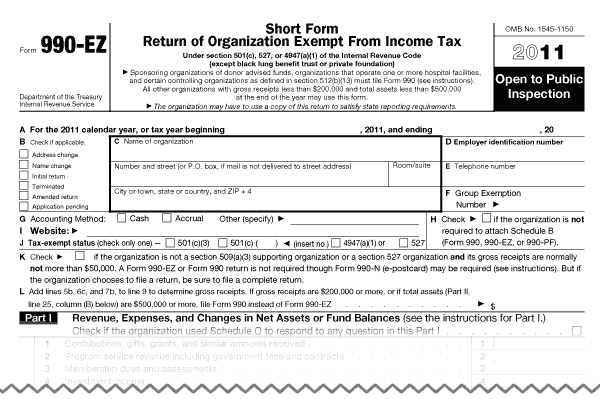 Form 990-EZ
Department of the Treasury
Internal Revenue Service
Short Form
Return of Organization Exempt From Income Tax
Under section 501(c), 527, or 4947(a)(1) of the Internal Revenue Code
(except black lung benefit trust or private foundation)
► Sponsoring organizations of donor advised funds, organizations that operate one or more hospital facilities,
and certain controlling organizations as defined in section 512(b)(13) must file Form 990 (see instructions).
All other organizations with gross receipts less than $200,000 and total assets less than $500,000
at the end of the year may use this form.
► The organization may have to use a copy of this return to satisfy state reporting requirements.
OMB No. 1545-1150
2011
Open to Public
Inspection
A For the 2011 calendar year, or tax year beginning , 2011, and ending , 20
B Check if applicable:
Address change
Name change
Initial return
Terminated
Amended return
Application pending
C Name of organization
Number and street (or P.O. box, if mail is not delivered to street address) Room/suite
City or town, state or country, and ZIP + 4
D Employer identification number
E Telephone number
F Group Exemption
Number ►
G Accounting Method: Cash Accrual Other (specify) ►
I Website: ►
J Tax-exempt status (check only one) — 501(c)(3) 501(c) ( ) ◄ (insert no.) 4947(a)(1) or 527
H Check ► if the organization is not
required to attach Schedule B
(Form 990, 990-EZ, or 990-PF).
K Check ► if the organization is not a section 509(a)(3) supporting organization or a section 527 organization and its gross receipts are normally
not more than $50,000. A Form 990-EZ or Form 990 return is not required though Form 990-N (e-postcard) may be required (see instructions). But if
the organization chooses to file a return, be sure to file a complete return.
L Add lines 5b, 6c, and 7b, to line 9 to determine gross receipts. If gross receipts are $200,000 or more, or if total assets (Part II,
line 25, column (B) below) are $500,000 or more, file Form 990 instead of Form 990-EZ . . . . . . . . . ► $
Part I Revenue, Expenses, and Changes in Net Assets or Fund Balances (see the instructions for Part I.)
Check if the organization used Schedule O to respond to any question in this Part I . . . . . . . . . .
1 Contributions, gifts, grants, and similar amounts received . . . . . . . . . . 1
2 Program service revenue including government fees and contracts . . . . . . . . 2
3 Membership dues and assessments . . . . . . . . . . 3
4 Investment income 4